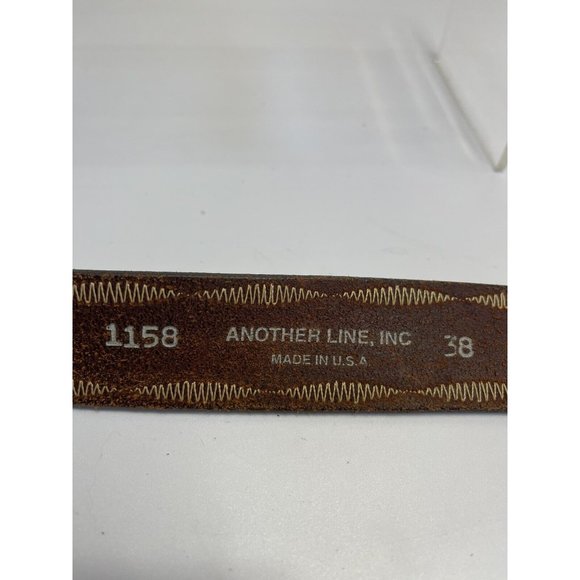 1158 ANOTHER LINE, INC 38
MADE IN U.S.A